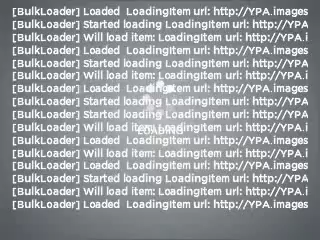 [BulkLoader] Loaded LoadingItem url: http://YPA.images
[BulkLoader] Started loading LoadingItem url: http://YPA
[BulkLoader] Will load item: LoadingItem url: http://YPA.i
[BulkLoader] Loaded LoadingItem url: http://YPA.images
[BulkLoader] Started loading LoadingItem url: http://YPA
[BulkLoader] Will load item: LoadingItem url: http://YPA.i
[BulkLoader] Loaded LoadingItem url: http://YPA.images
[BulkLoader] Started loading LoadingItem url: http://YPA
[BulkLoader] Started loading LoadingItem url: http://YPA
[BulkLoader] Will load item: LoadingItem url: http://YPA.i
LOADING
[BulkLoader] Loaded LoadingItem url: http://YPA.images
[BulkLoader] Will load item: LoadingItem url: http://YPA.i
[BulkLoader] Loaded LoadingItem url: http://YPA.images
[BulkLoader] Started loading LoadingItem url: http://YPA
[BulkLoader] Will load item: LoadingItem url: http://YPA.i
[BulkLoader] Loaded LoadingItem url: http://YPA.images